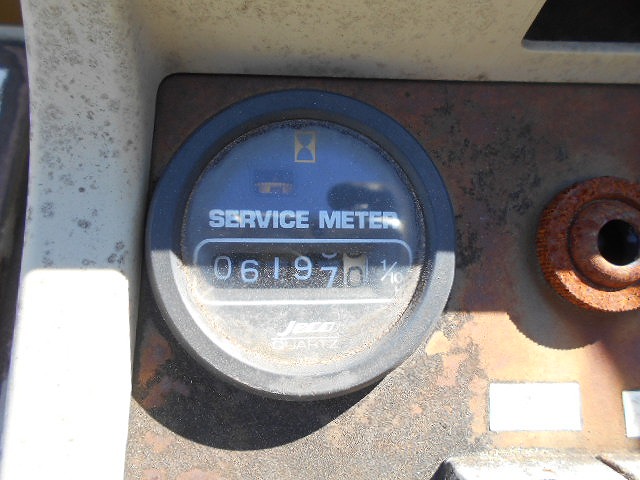 SERVICE METER
061970 1/10
Jeco
QUARTZ